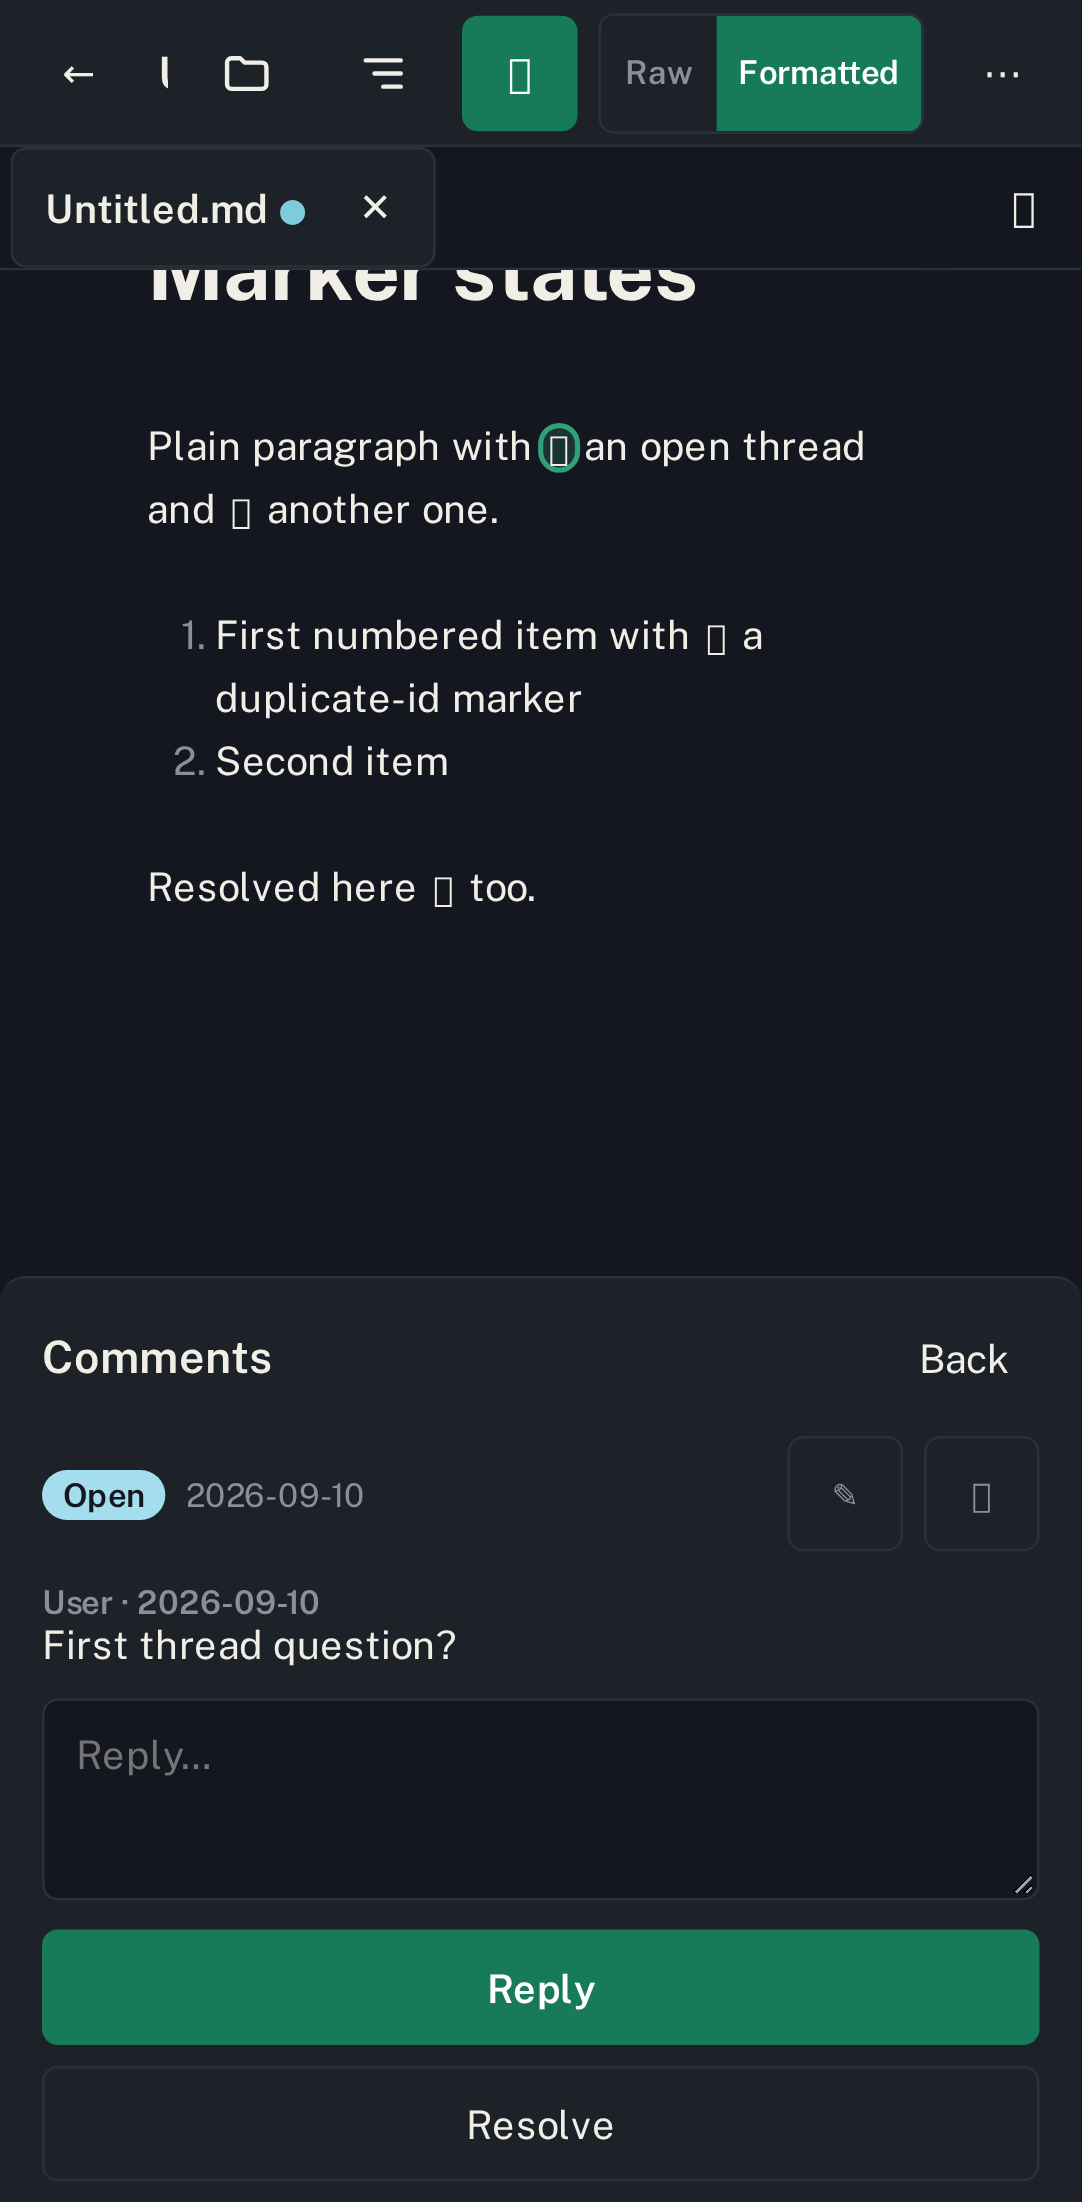 Raw Formatted
Untitled.md
Marker states
Plain paragraph with an open thread
and another one.
1. First numbered item with a
duplicate-id marker
2. Second item
Resolved here too.
Comments Back
Open 2026-09-10
User · 2026-09-10
First thread question?
Reply...
Reply
Resolve